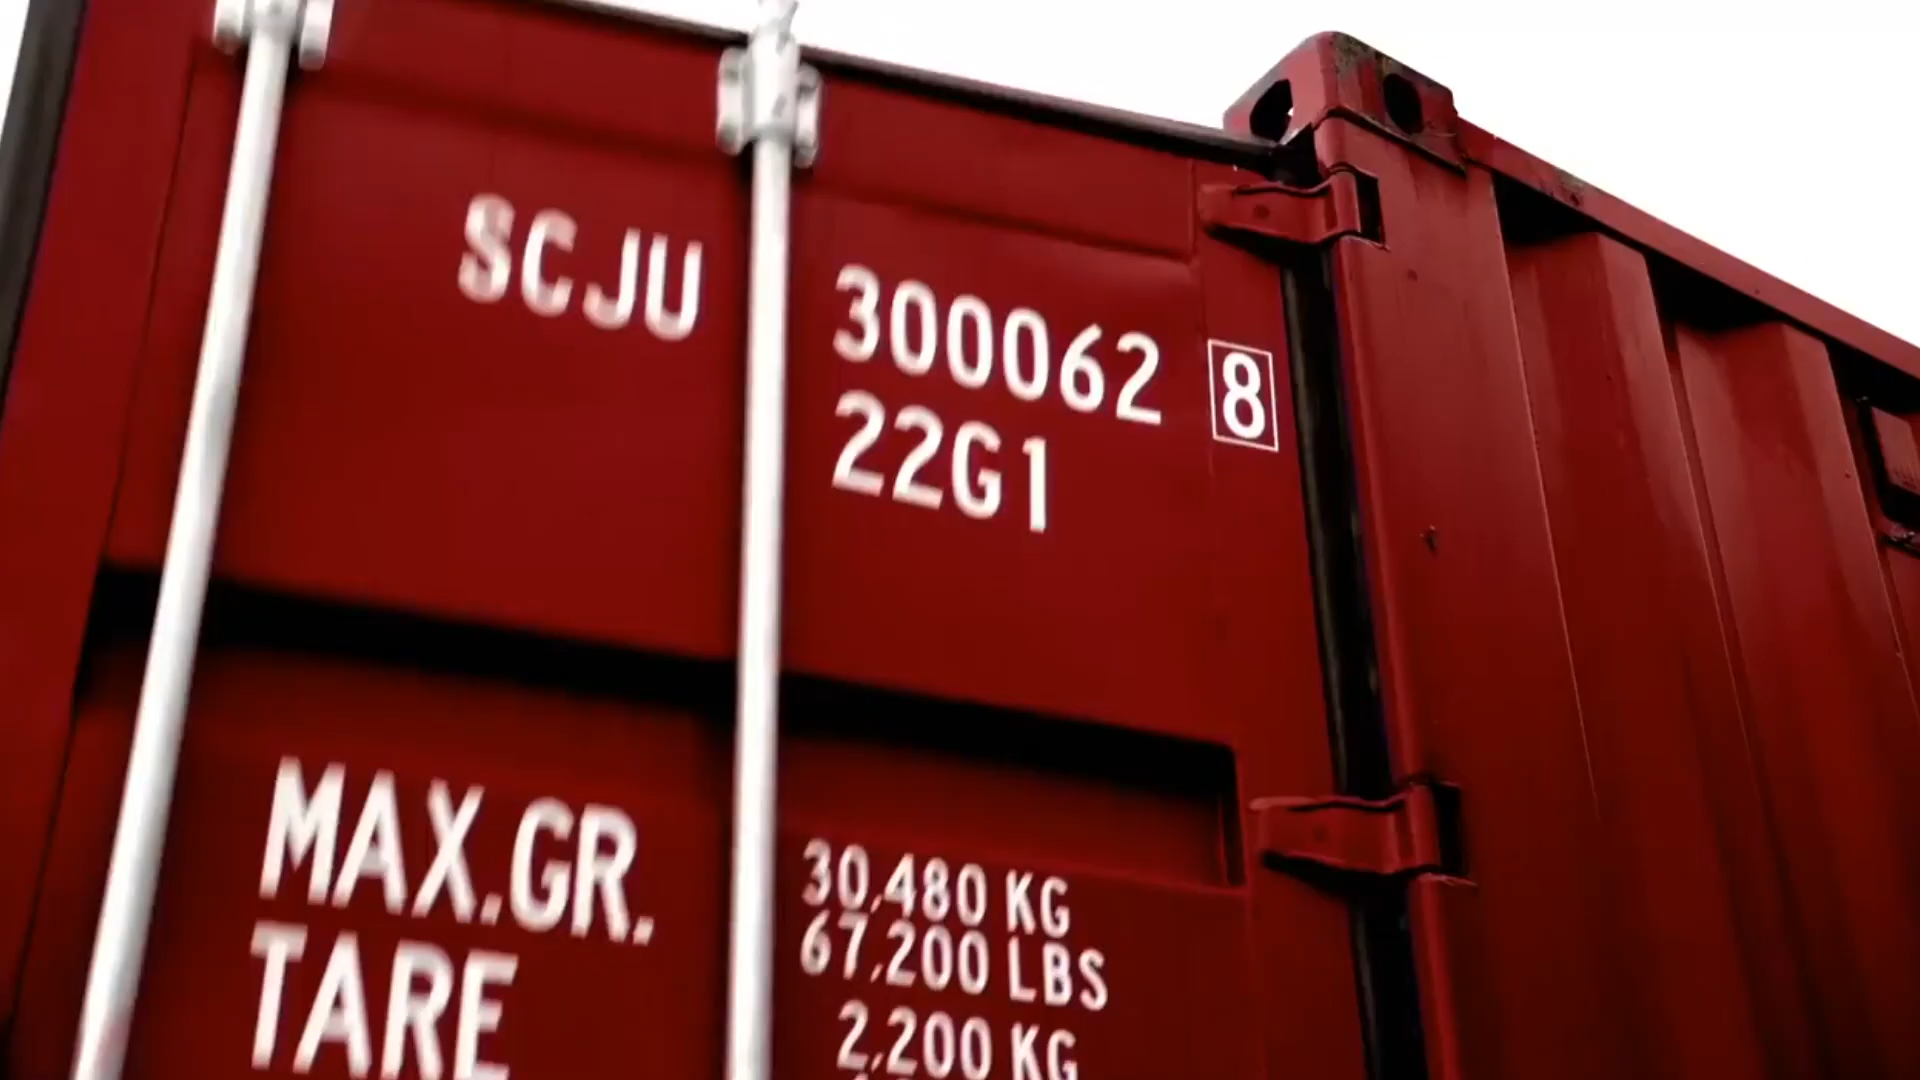 SCJU 300062 8
22G1
MAX.GR. 30,480 KG
67,200 LBS
TARE 2,200 KG